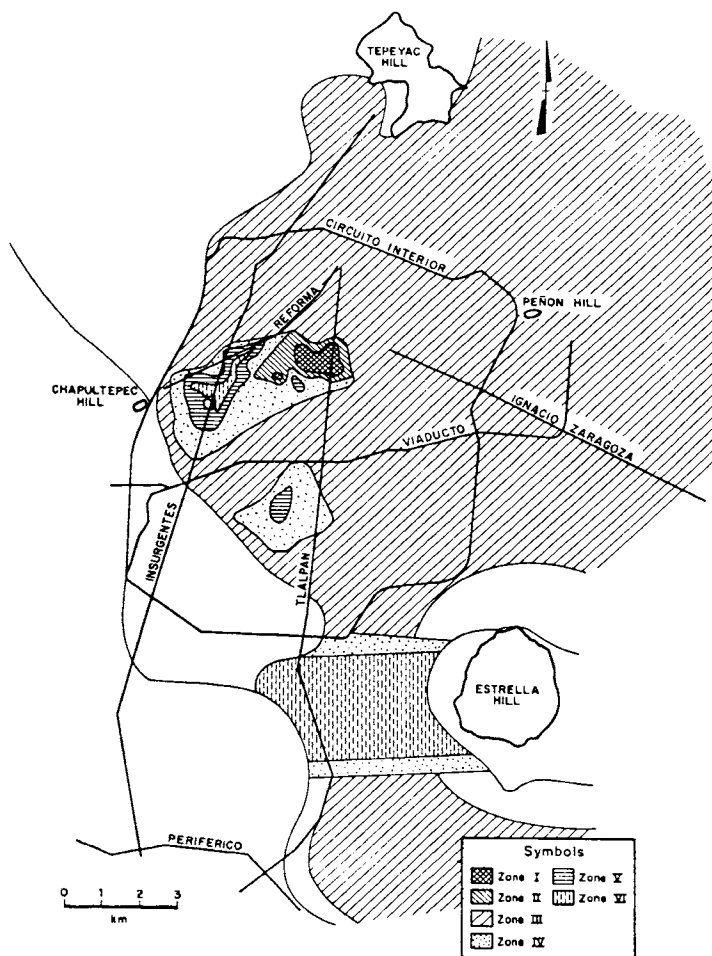 TEPEYAC
HILL
CIRCUITO INTERIOR
REFORMA
PEÑON HILL
CHAPULTEPEC
HILL
IGNACIO ZARAGOZA
VIADUCTO
INSURGENTES
TLALPAN
ESTRELLA
HILL
PERIFERICO
0 1 2 3
km
Symbols
Zone I
Zone II
Zone III
Zone IV
Zone V
Zone VI